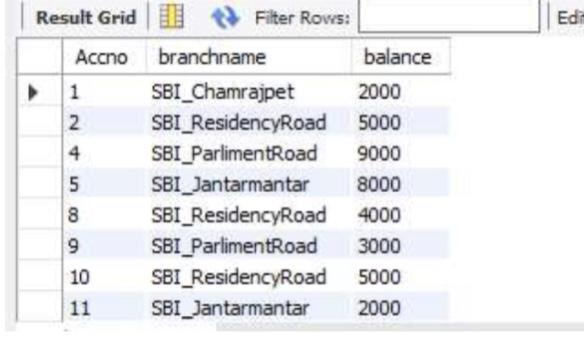 Result Grid Filter Rows: Edi
Accno branchname balance
1 SBI_Chamrajpet 2000
2 SBI_ResidencyRoad 5000
4 SBI_ParlimentRoad 9000
5 SBI_Jantarmantar 8000
8 SBI_ResidencyRoad 4000
9 SBI_ParlimentRoad 3000
10 SBI_ResidencyRoad 5000
11 SBI_Jantarmantar 2000